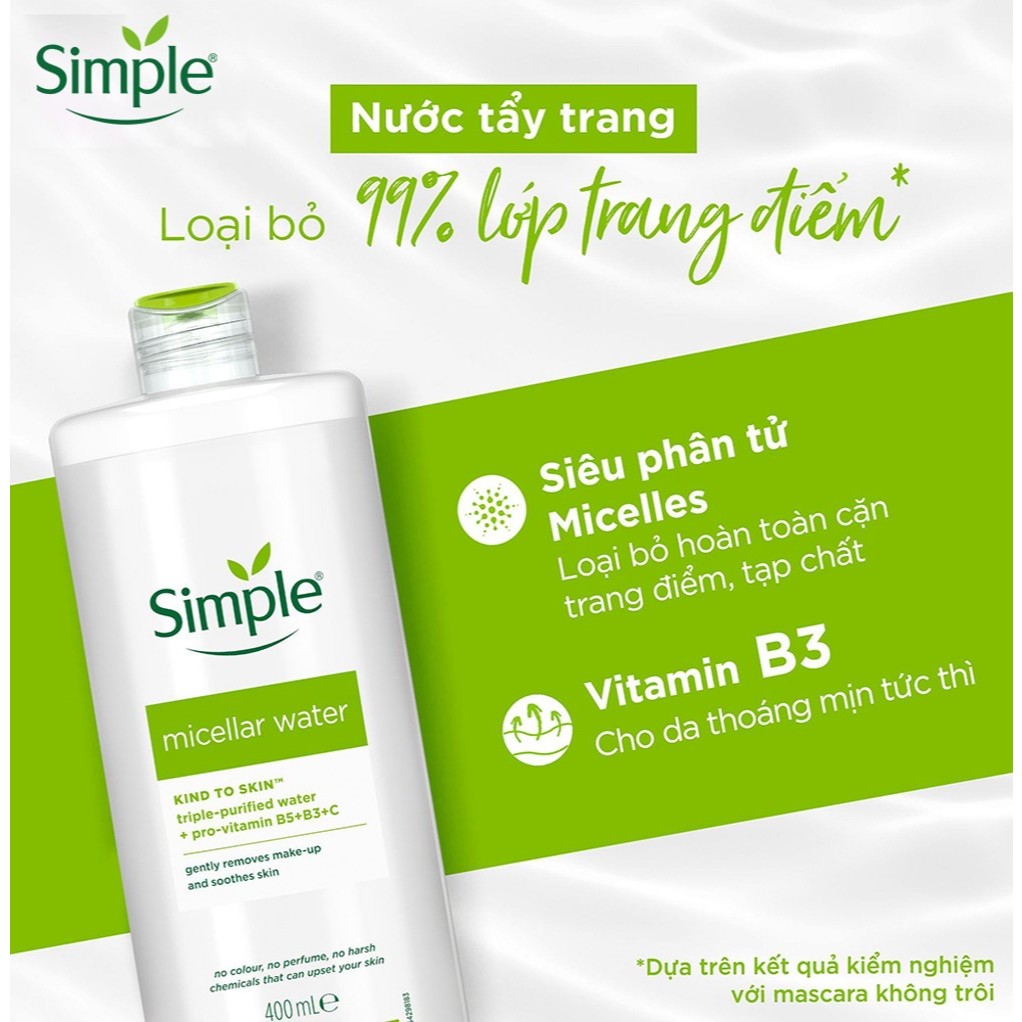 Simple®
Nước tẩy trang
Loại bỏ 99% lớp trang điểm*
Siêu phân tử
Micelles
Loại bỏ hoàn toàn cặn
trang điểm, tạp chất
Vitamin B3
Cho da thoáng mịn tức thì
Simple®
micellar water
KIND TO SKIN™
triple-purified water
+ pro-vitamin B5+B3+C
gently removes make-up
and soothes skin
no colour, no perfume, no harsh
chemicals that can upset your skin
400 mL℮
*Dựa trên kết quả kiểm nghiệm
với mascara không trôi